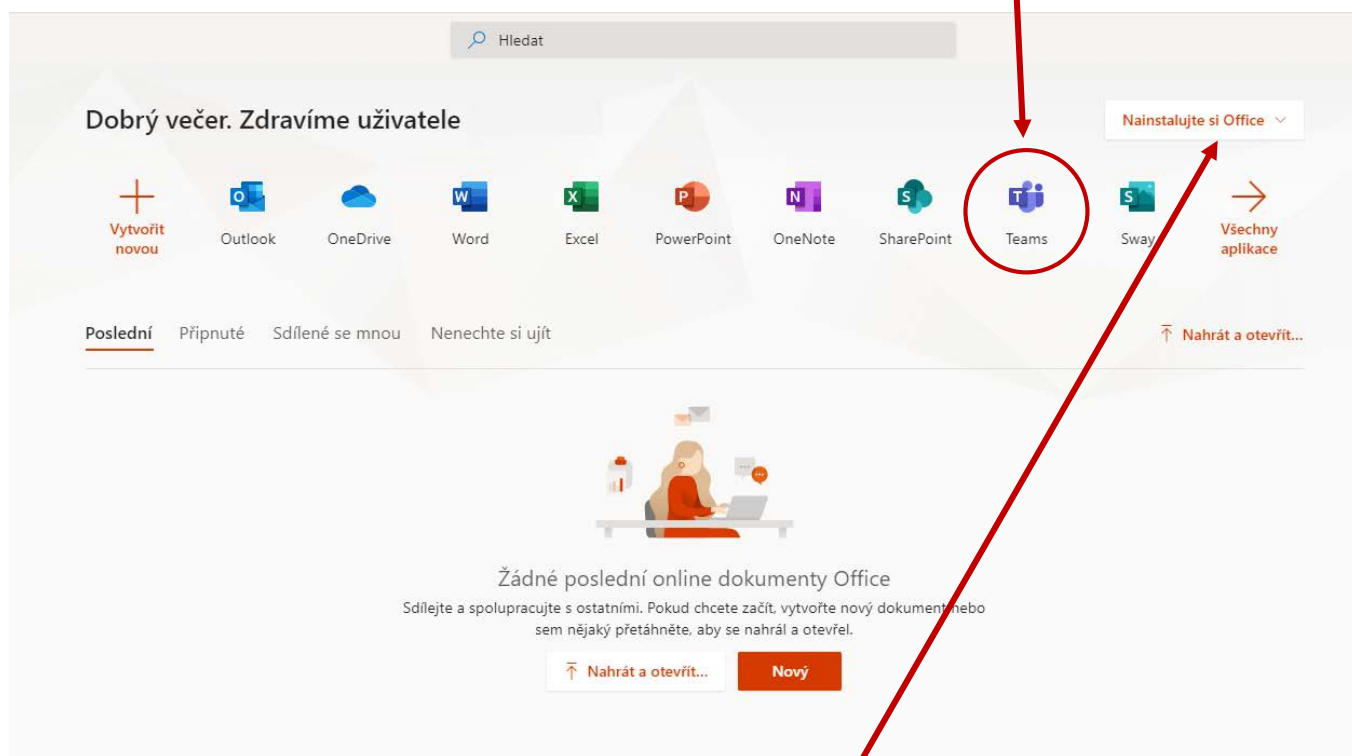 Hledat
Dobrý večer. Zdravíme uživatele
Nainstalujte si Office
Vytvořit
novou
Outlook
OneDrive
Word
Excel
PowerPoint
OneNote
SharePoint
Teams
Sway
Všechny
aplikace
Poslední Připnuté Sdílené se mnou Nenechte si ujít
Nahrát a otevřít...
Žádné poslední online dokumenty Office
Sdílejte a spolupracujte s ostatními. Pokud chcete začít, vytvořte nový dokument nebo
sem nějaký přetáhněte, aby se nahrál a otevřel.
Nahrát a otevřít...
Nový